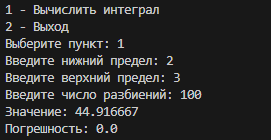 1 - Вычислить интеграл
2 - Выход
Выберите пункт: 1
Введите нижний предел: 2
Введите верхний предел: 3
Введите число разбиений: 100
Значение: 44.916667
Погрешность: 0.0